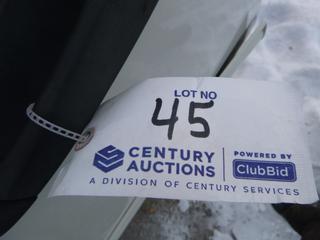 LOT NO
45
CENTURY AUCTIONS
POWERED BY
ClubBid
A DIVISION OF CENTURY SERVICES